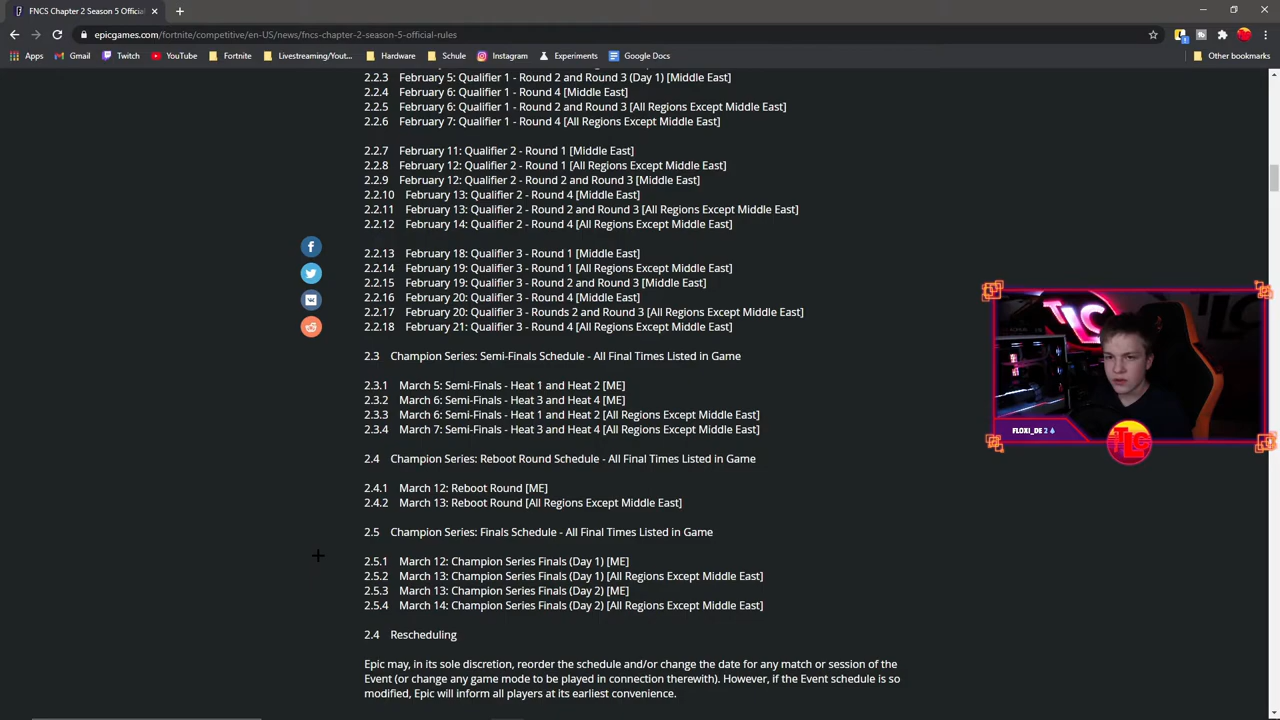 FNCS Chapter 2 Season 5 Official
epicgames.com/fortnite/competitive/en-US/news/fncs-chapter-2-season-5-official-rules
Apps Gmail Twitch YouTube Fortnite Livestreaming/Yout... Hardware Schule Instagram Experiments Google Docs Other bookmarks
2.2.3 February 5: Qualifier 1 - Round 2 and Round 3 (Day 1) [Middle East]
2.2.4 February 6: Qualifier 1 - Round 4 [Middle East]
2.2.5 February 6: Qualifier 1 - Round 2 and Round 3 [All Regions Except Middle East]
2.2.6 February 7: Qualifier 1 - Round 4 [All Regions Except Middle East]
2.2.7 February 11: Qualifier 2 - Round 1 [Middle East]
2.2.8 February 12: Qualifier 2 - Round 1 [All Regions Except Middle East]
2.2.9 February 12: Qualifier 2 - Round 2 and Round 3 [Middle East]
2.2.10 February 13: Qualifier 2 - Round 4 [Middle East]
2.2.11 February 13: Qualifier 2 - Round 2 and Round 3 [All Regions Except Middle East]
2.2.12 February 14: Qualifier 2 - Round 4 [All Regions Except Middle East]
2.2.13 February 18: Qualifier 3 - Round 1 [Middle East]
2.2.14 February 19: Qualifier 3 - Round 1 [All Regions Except Middle East]
2.2.15 February 19: Qualifier 3 - Round 2 and Round 3 [Middle East]
2.2.16 February 20: Qualifier 3 - Round 4 [Middle East]
2.2.17 February 20: Qualifier 3 - Rounds 2 and Round 3 [All Regions Except Middle East]
2.2.18 February 21: Qualifier 3 - Round 4 [All Regions Except Middle East]
2.3 Champion Series: Semi-Finals Schedule - All Final Times Listed in Game
2.3.1 March 5: Semi-Finals - Heat 1 and Heat 2 [ME]
2.3.2 March 6: Semi-Finals - Heat 3 and Heat 4 [ME]
2.3.3 March 6: Semi-Finals - Heat 1 and Heat 2 [All Regions Except Middle East]
2.3.4 March 7: Semi-Finals - Heat 3 and Heat 4 [All Regions Except Middle East]
TLC
FLOXI_DE 2
TLC
2.4 Champion Series: Reboot Round Schedule - All Final Times Listed in Game
2.4.1 March 12: Reboot Round [ME]
2.4.2 March 13: Reboot Round [All Regions Except Middle East]
2.5 Champion Series: Finals Schedule - All Final Times Listed in Game
2.5.1 March 12: Champion Series Finals (Day 1) [ME]
2.5.2 March 13: Champion Series Finals (Day 1) [All Regions Except Middle East]
2.5.3 March 13: Champion Series Finals (Day 2) [ME]
2.5.4 March 14: Champion Series Finals (Day 2) [All Regions Except Middle East]
2.4 Rescheduling
Epic may, in its sole discretion, reorder the schedule and/or change the date for any match or session of the
Event (or change any game mode to be played in connection therewith). However, if the Event schedule is so
modified, Epic will inform all players at its earliest convenience.